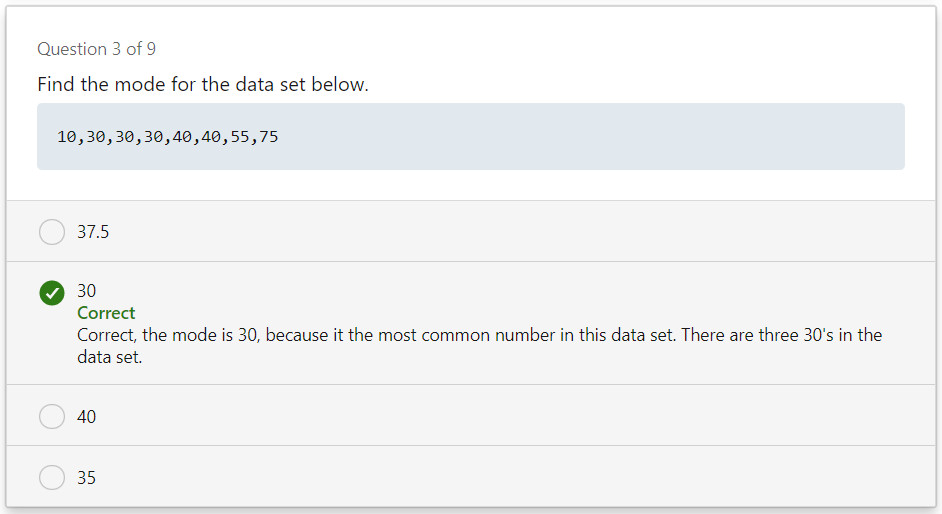 Question 3 of 9
Find the mode for the data set below.
10,30,30,30,40,40,55,75
37.5
30
Correct
Correct, the mode is 30, because it the most common number in this data set. There are three 30's in the
data set.
40
35